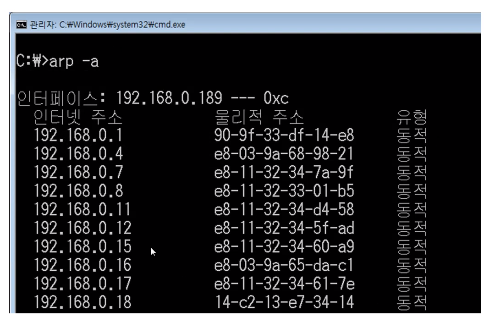 관리자: C:₩Windows₩system32₩cmd.exe
C:₩>arp -a
인터페이스: 192.168.0.189 --- 0xc
인터넷 주소 물리적 주소 유형
192.168.0.1 90-9f-33-df-14-e8 동적
192.168.0.4 e8-03-9a-68-98-21 동적
192.168.0.7 e8-11-32-34-7a-9f 동적
192.168.0.8 e8-11-32-33-01-b5 동적
192.168.0.11 e8-11-32-34-d4-58 동적
192.168.0.12 e8-11-32-34-5f-ad 동적
192.168.0.15 e8-11-32-34-60-a9 동적
192.168.0.16 e8-03-9a-65-da-c1 동적
192.168.0.17 e8-11-32-34-61-7e 동적
192.168.0.18 14-c2-13-e7-34-14 동적